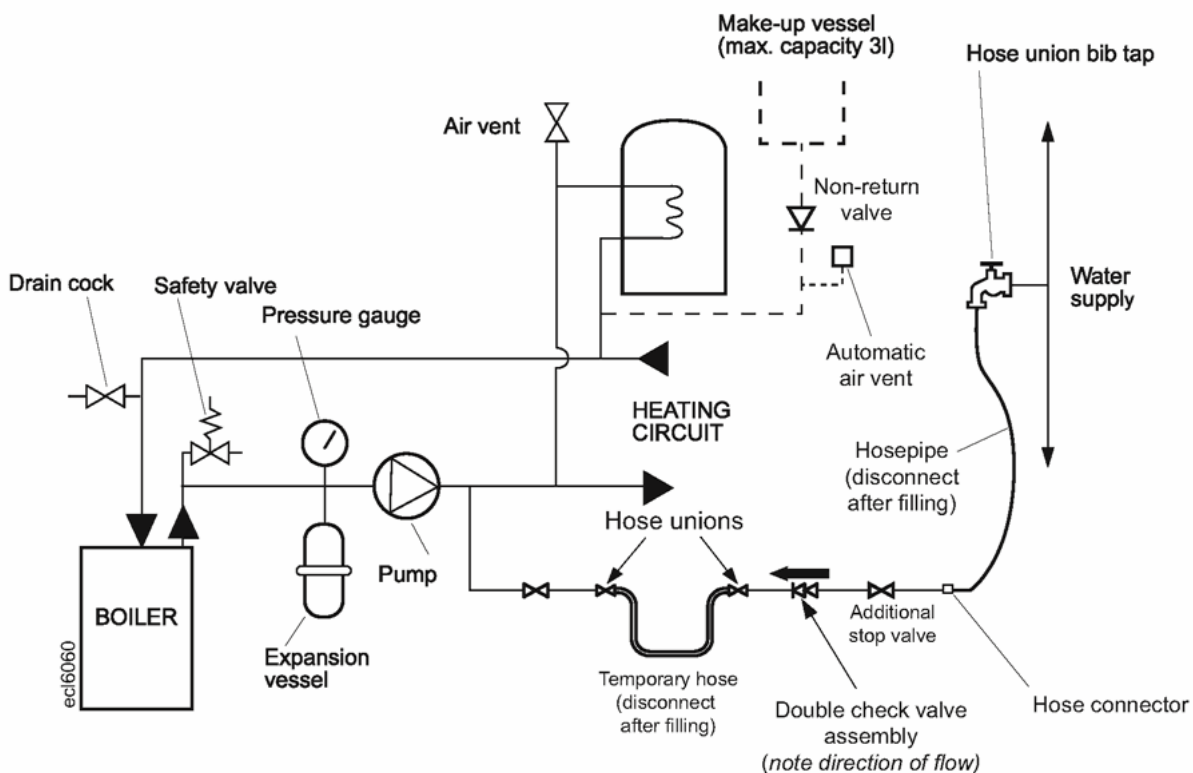 Make-up vessel
(max. capacity 3l)
Hose union bib tap
Air vent
Non-return
valve
Drain cock
Safety valve
Pressure gauge
Water
supply
Automatic
air vent
HEATING
CIRCUIT
Hosepipe
(disconnect
after filling)
Hose unions
Pump
BOILER
ecl6060
Expansion
vessel
Additional
stop valve
Temporary hose
(disconnect
after filling)
Double check valve
assembly
(note direction of flow)
Hose connector